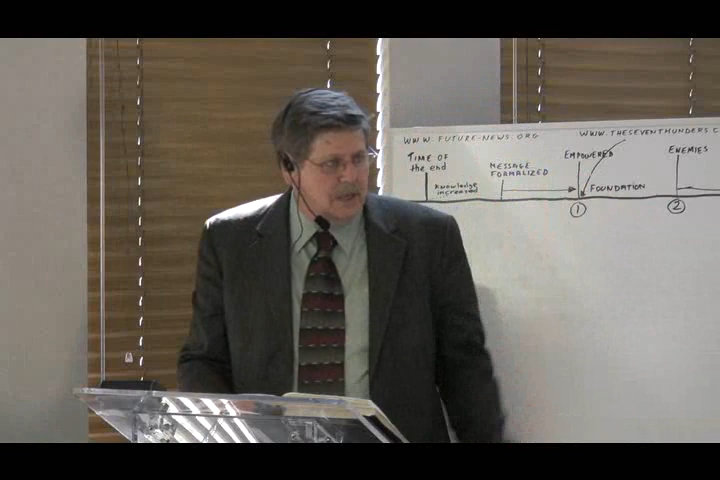 WWW.FUTURE-NEWS.ORG
WWW.THESEVENTHUNDERS.C
TIME OF
the end
Knowledge
increased
MESSAGE
FORMALIZED
EMPOWERED
FOUNDATION
ENEMIES
1
2